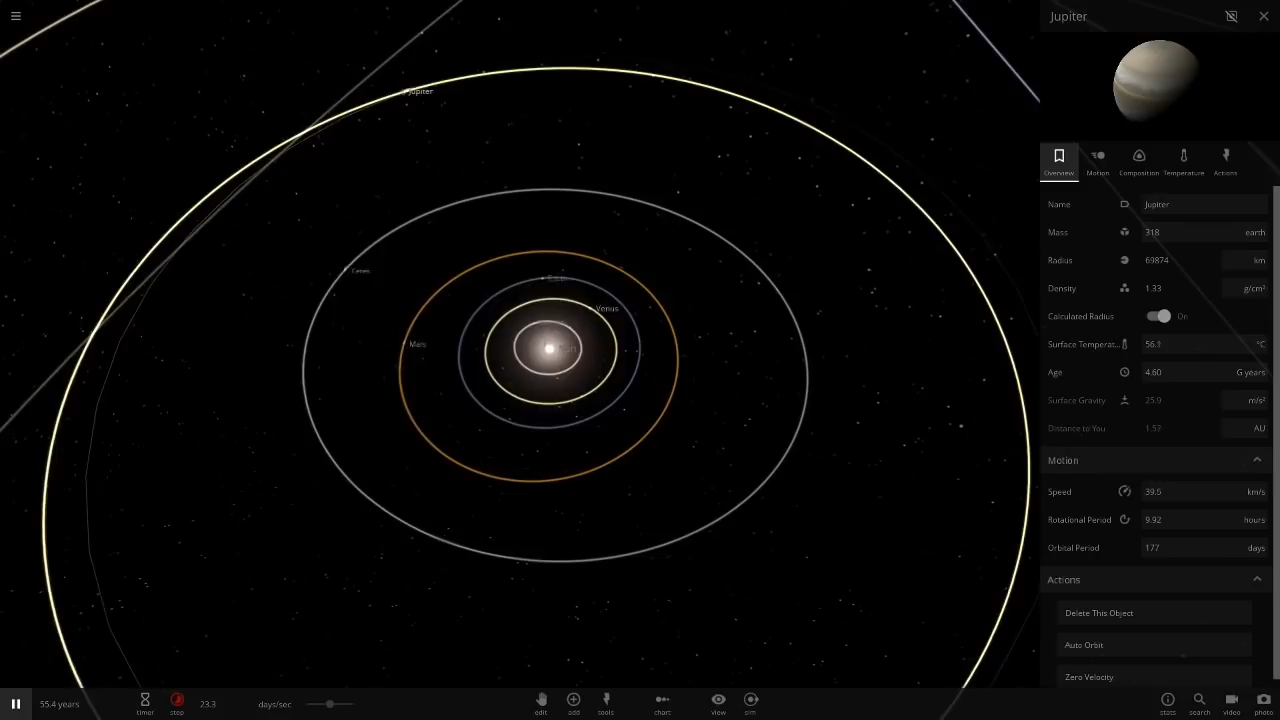 Jupiter
Jupiter
Ceres
Earth
Venus
Mars
Sun
Overview
Motion
Composition
Temperature
Actions
Name Jupiter
Mass 318 earth
Radius 69874 km
Density 1.33 g/cm³
Calculated Radius On
Surface Temperat... 56.1 °C
Age 4.60 G years
Surface Gravity 25.9 m/s²
Distance to You 1.57 AU
Motion
Speed 39.5 km/s
Rotational Period 9.92 hours
Orbital Period 177 days
Actions
Delete This Object
Auto Orbit
Zero Velocity
55.4 years
timer
step
23.3 days/sec
edit
add
tools
chart
view
sim
stats
search
video
photo